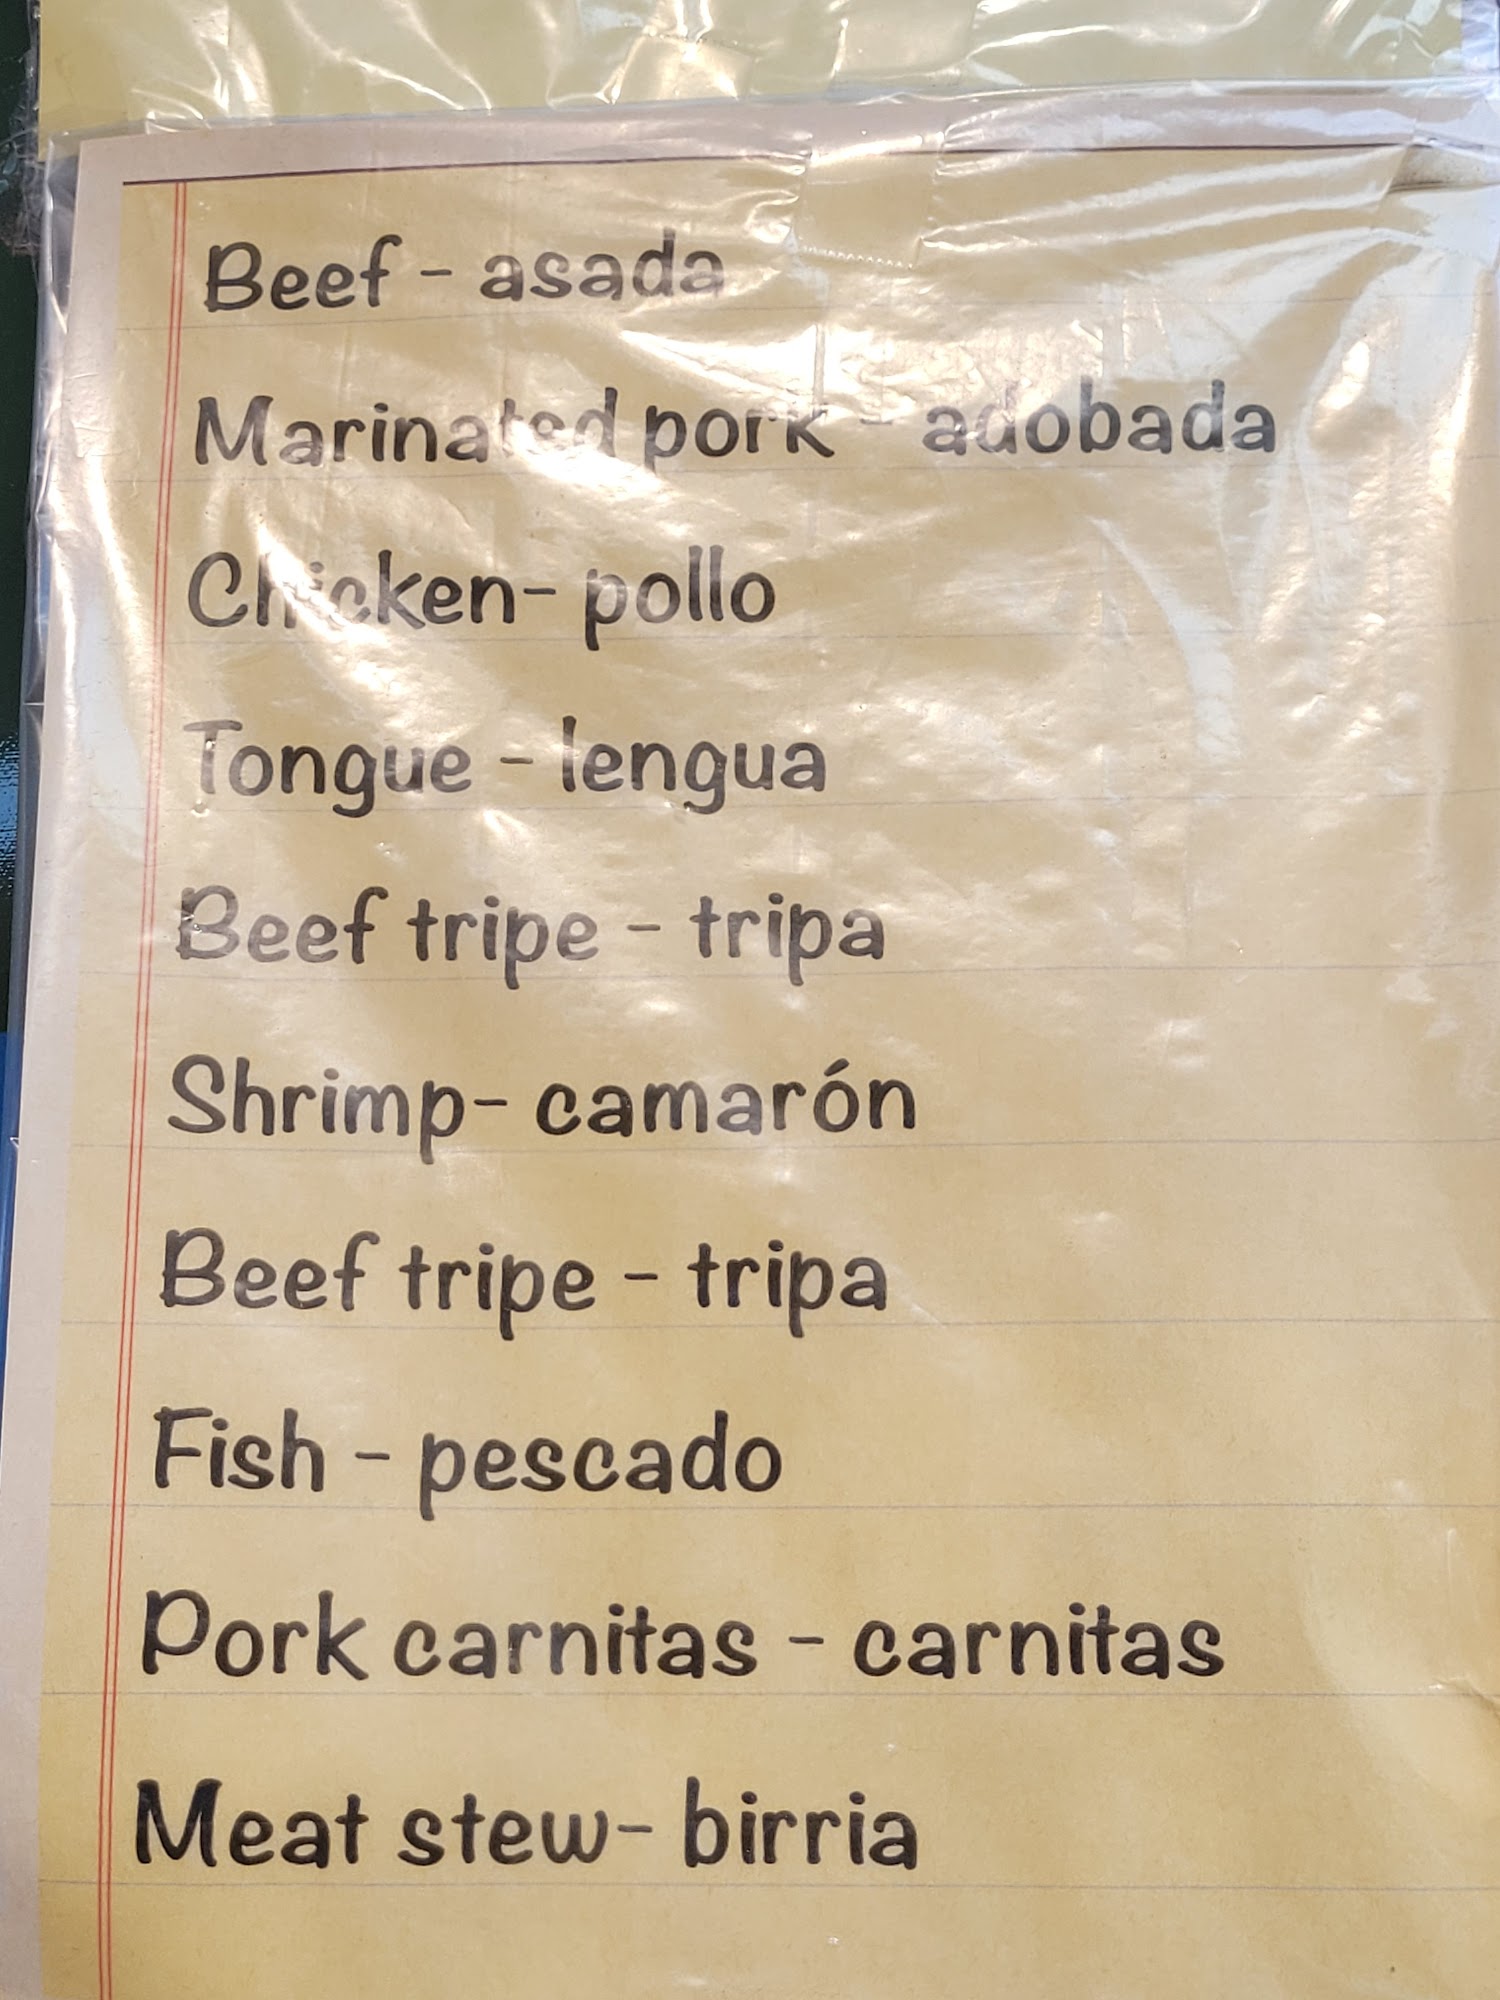 Beef - asada
Marinated pork - adobada
Chicken- pollo
Tongue - lengua
Beef tripe - tripa
Shrimp- camarón
Beef tripe - tripa
Fish - pescado
Pork carnitas - carnitas
Meat stew- birria